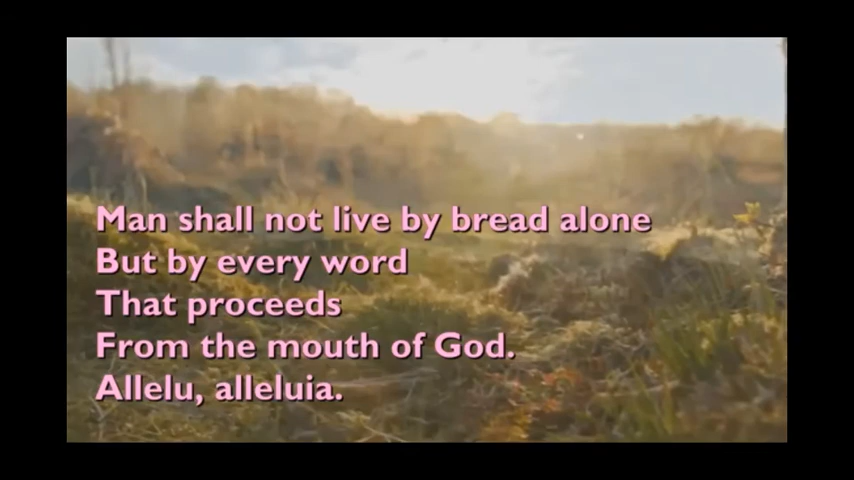 Man shall not live by bread alone
But by every word
That proceeds
From the mouth of God.
Allelu, alleluia.